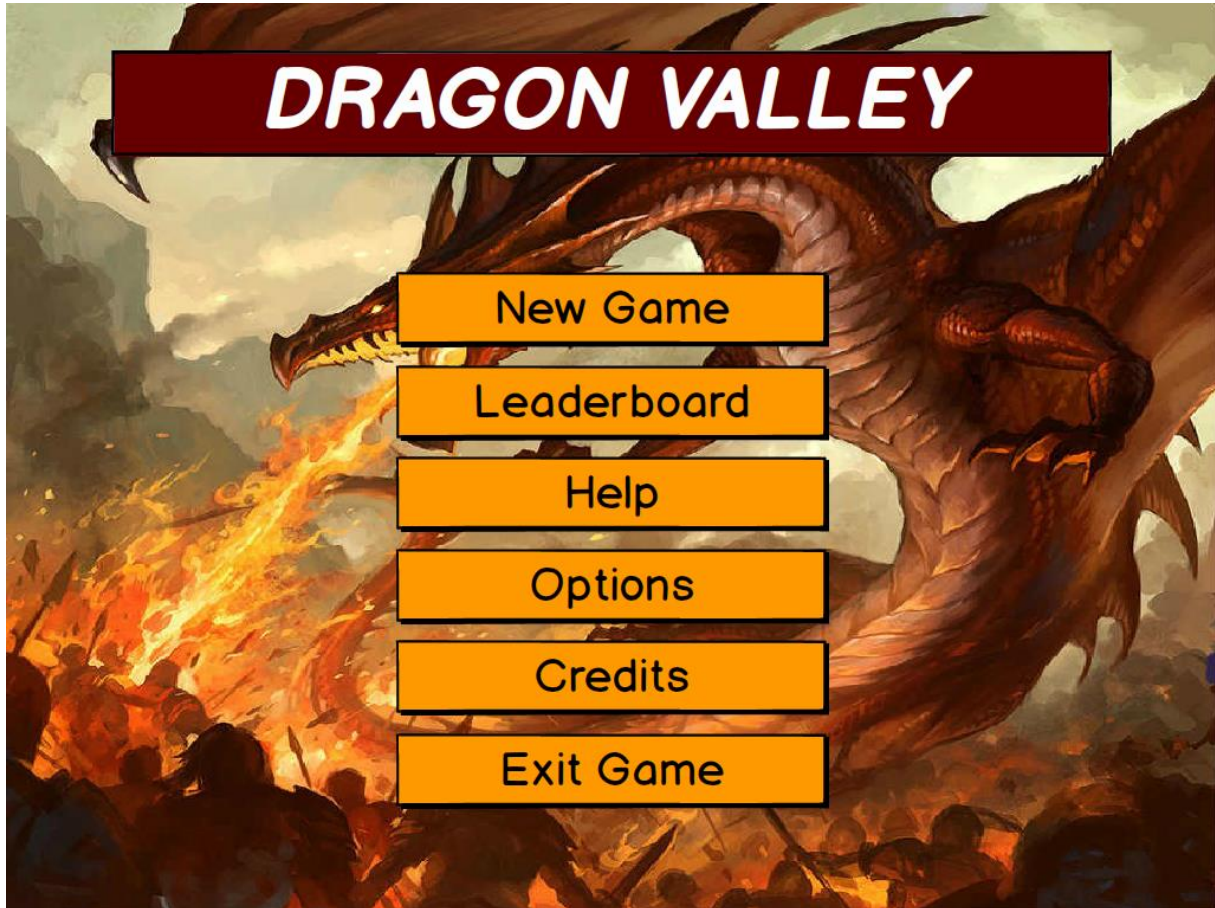 DRAGON VALLEY
New Game
Leaderboard
Help
Options
Credits
Exit Game